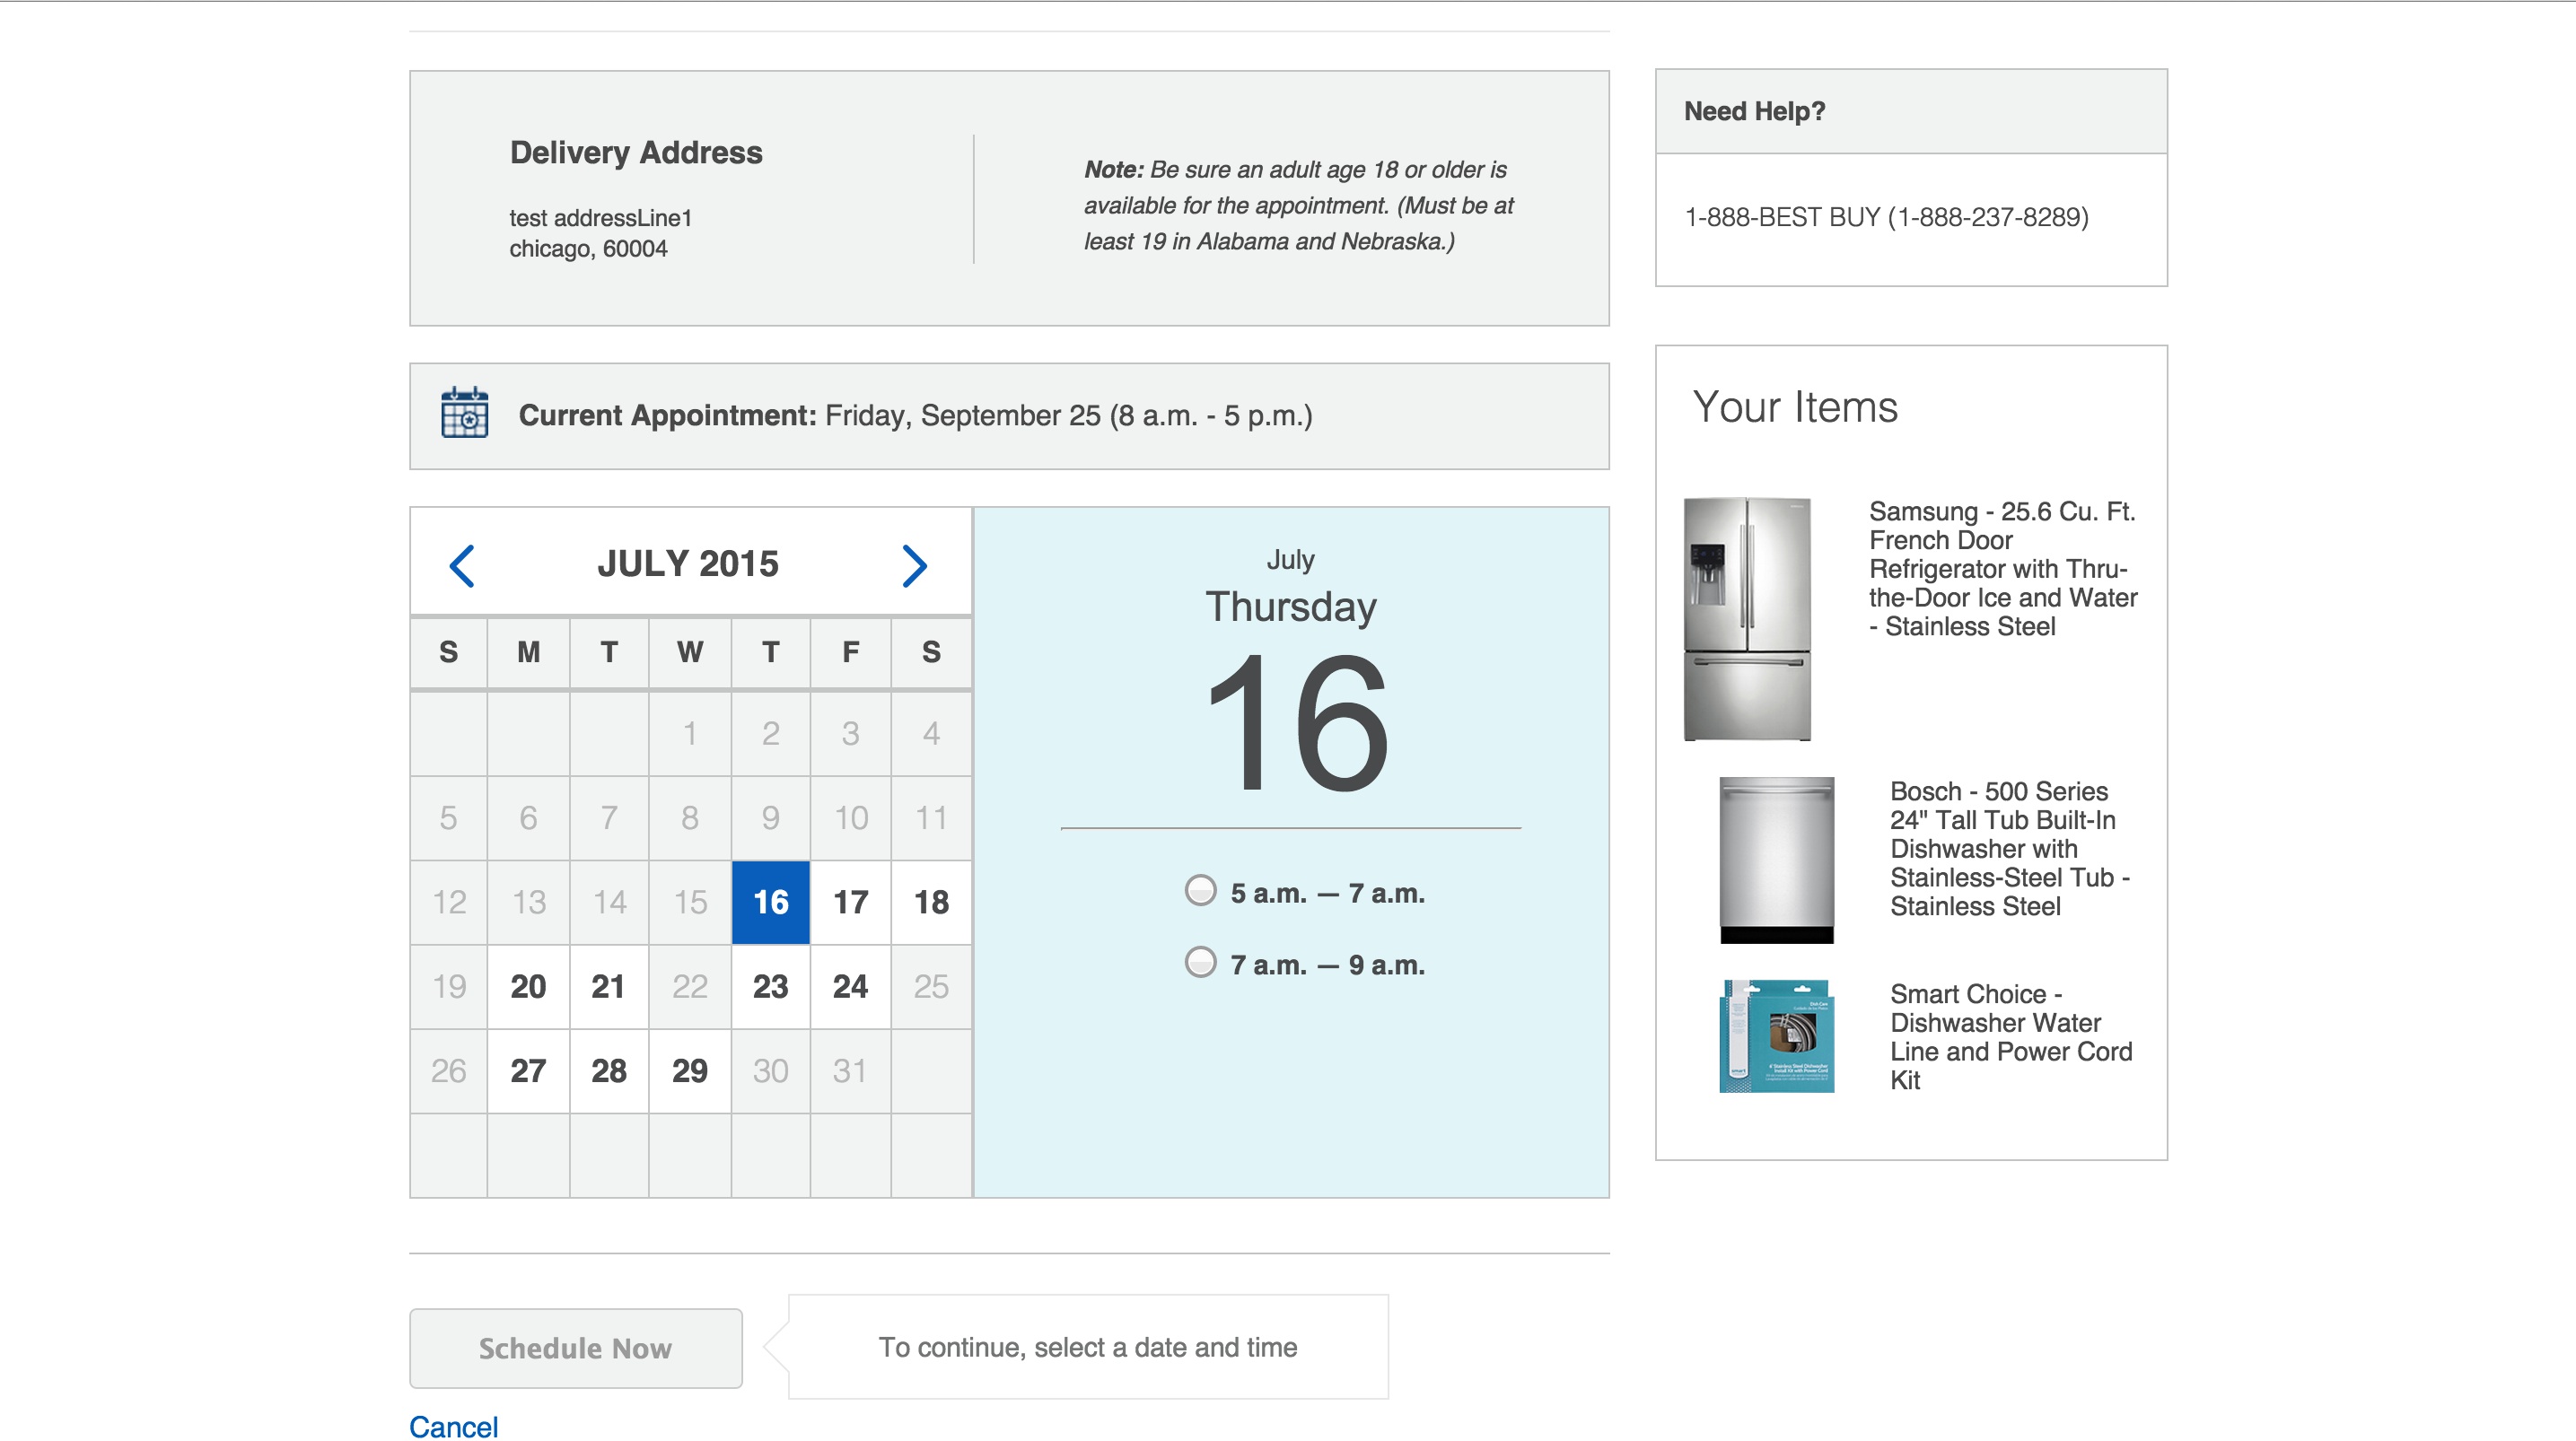 Delivery Address
test addressLine1
chicago, 60004
Note: Be sure an adult age 18 or older is
available for the appointment. (Must be at
least 19 in Alabama and Nebraska.)
Current Appointment: Friday, September 25 (8 a.m. - 5 p.m.)
JULY 2015
S M T W T F S
1 2 3 4
5 6 7 8 9 10 11
12 13 14 15 16 17 18
19 20 21 22 23 24 25
26 27 28 29 30 31
July
Thursday
16
5 a.m. — 7 a.m.
7 a.m. — 9 a.m.
Schedule Now
To continue, select a date and time
Cancel
Need Help?
1-888-BEST BUY (1-888-237-8289)
Your Items
Samsung - 25.6 Cu. Ft.
French Door
Refrigerator with Thru-
the-Door Ice and Water
- Stainless Steel
Bosch - 500 Series
24" Tall Tub Built-In
Dishwasher with
Stainless-Steel Tub -
Stainless Steel
Smart Choice -
Dishwasher Water
Line and Power Cord
Kit